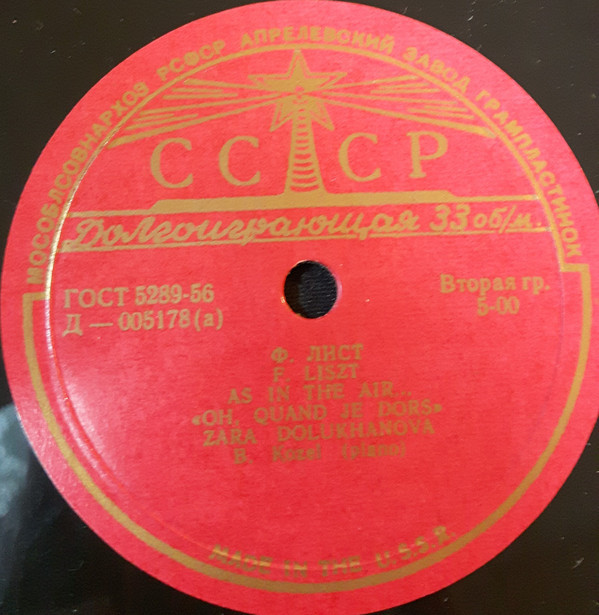 МОСОБЛСОВНАРХОЗ РСФСР АПРЕЛЕВСКИЙ ЗАВОД ГРАМПЛАСТИНОК
СССР
Долгоиграющая 33 об/м.
ГОСТ 5289-56
Д — 005178 (а)
Вторая гр.
5-00
Ф. ЛИСТ
F. LISZT
AS IN THE AIR...
«OH, QUAND JE DORS»
ZARA DOLUKHANOVA
B. Kozel (piano)
MADE IN THE U.S.S.R.